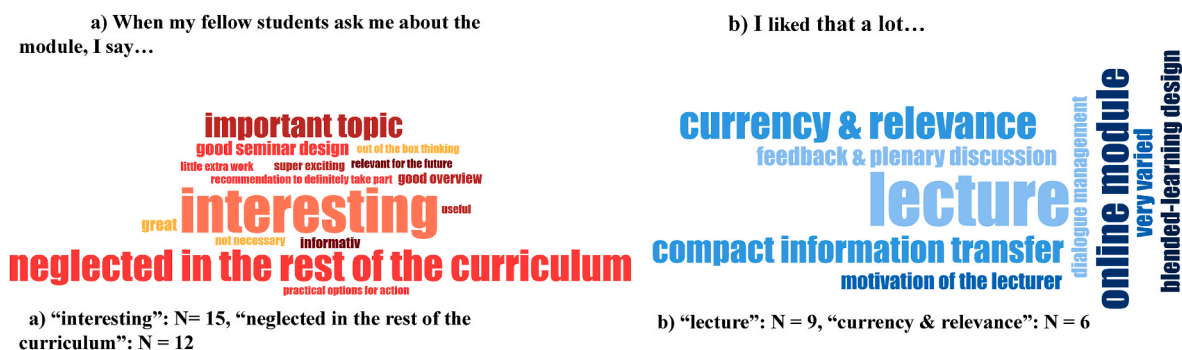 a) When my fellow students ask me about the
module, I say…
important topic
good seminar design
out of the box thinking
little extra work
super exciting
relevant for the future
recommendation to definitely take part
good overview
interesting
useful
great
not necessary
informativ
neglected in the rest of the curriculum
practical options for action
a) “interesting”: N= 15, “neglected in the rest of the
curriculum”: N = 12
b) I liked that a lot…
currency & relevance
feedback & plenary discussion
lecture
compact information transfer
motivation of the lecturer
dialogue management
online module
very varied
blended-learning design
b) “lecture”: N = 9, “currency & relevance”: N = 6